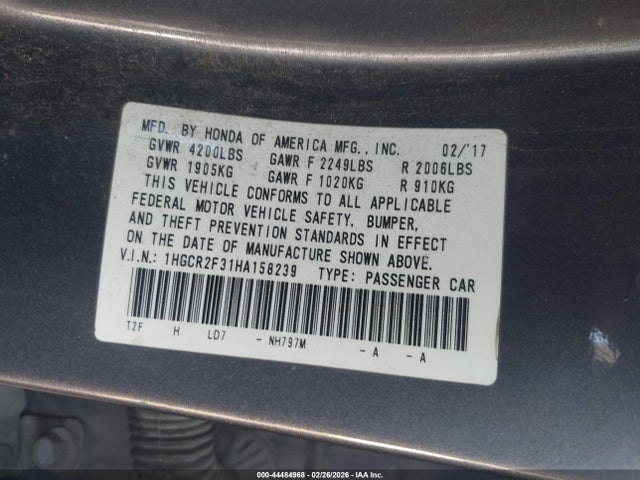 MFD. BY HONDA OF AMERICA MFG., INC. 02/'17
GVWR 4200LBS GAWR F 2249LBS R 2006LBS
GVWR 1905KG GAWR F 1020KG R 910KG
THIS VEHICLE CONFORMS TO ALL APPLICABLE
FEDERAL MOTOR VEHICLE SAFETY, BUMPER,
AND THEFT PREVENTION STANDARDS IN EFFECT
ON THE DATE OF MANUFACTURE SHOWN ABOVE.
V.I.N.: 1HGCR2F31HA158239 TYPE: PASSENGER CAR
T2F H LD7 - NH797M - A - A
000-44484968 | 02/26/2026 | IAA Inc.